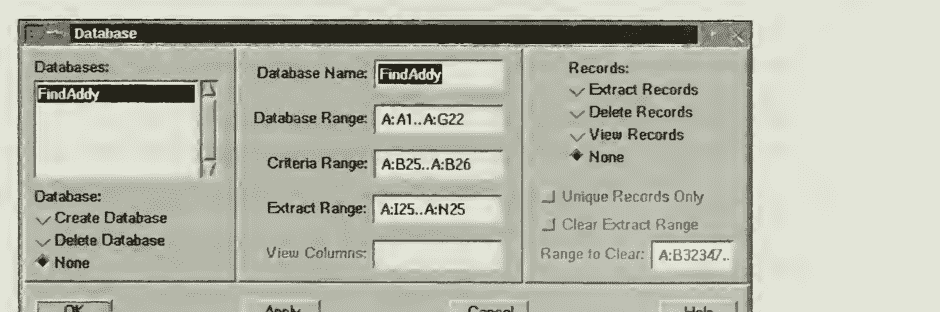 Database
Databases:
FindAddy
Database:
Create Database
Delete Database
None
Database Name: FindAddy
Database Range: A:A1..A:G22
Criteria Range: A:B25..A:B26
Extract Range: A:I25..A:N25
View Columns:
Records:
Extract Records
Delete Records
View Records
None
Unique Records Only
Clear Extract Range
Range to Clear: A:B32347..
OK Apply Cancel Help